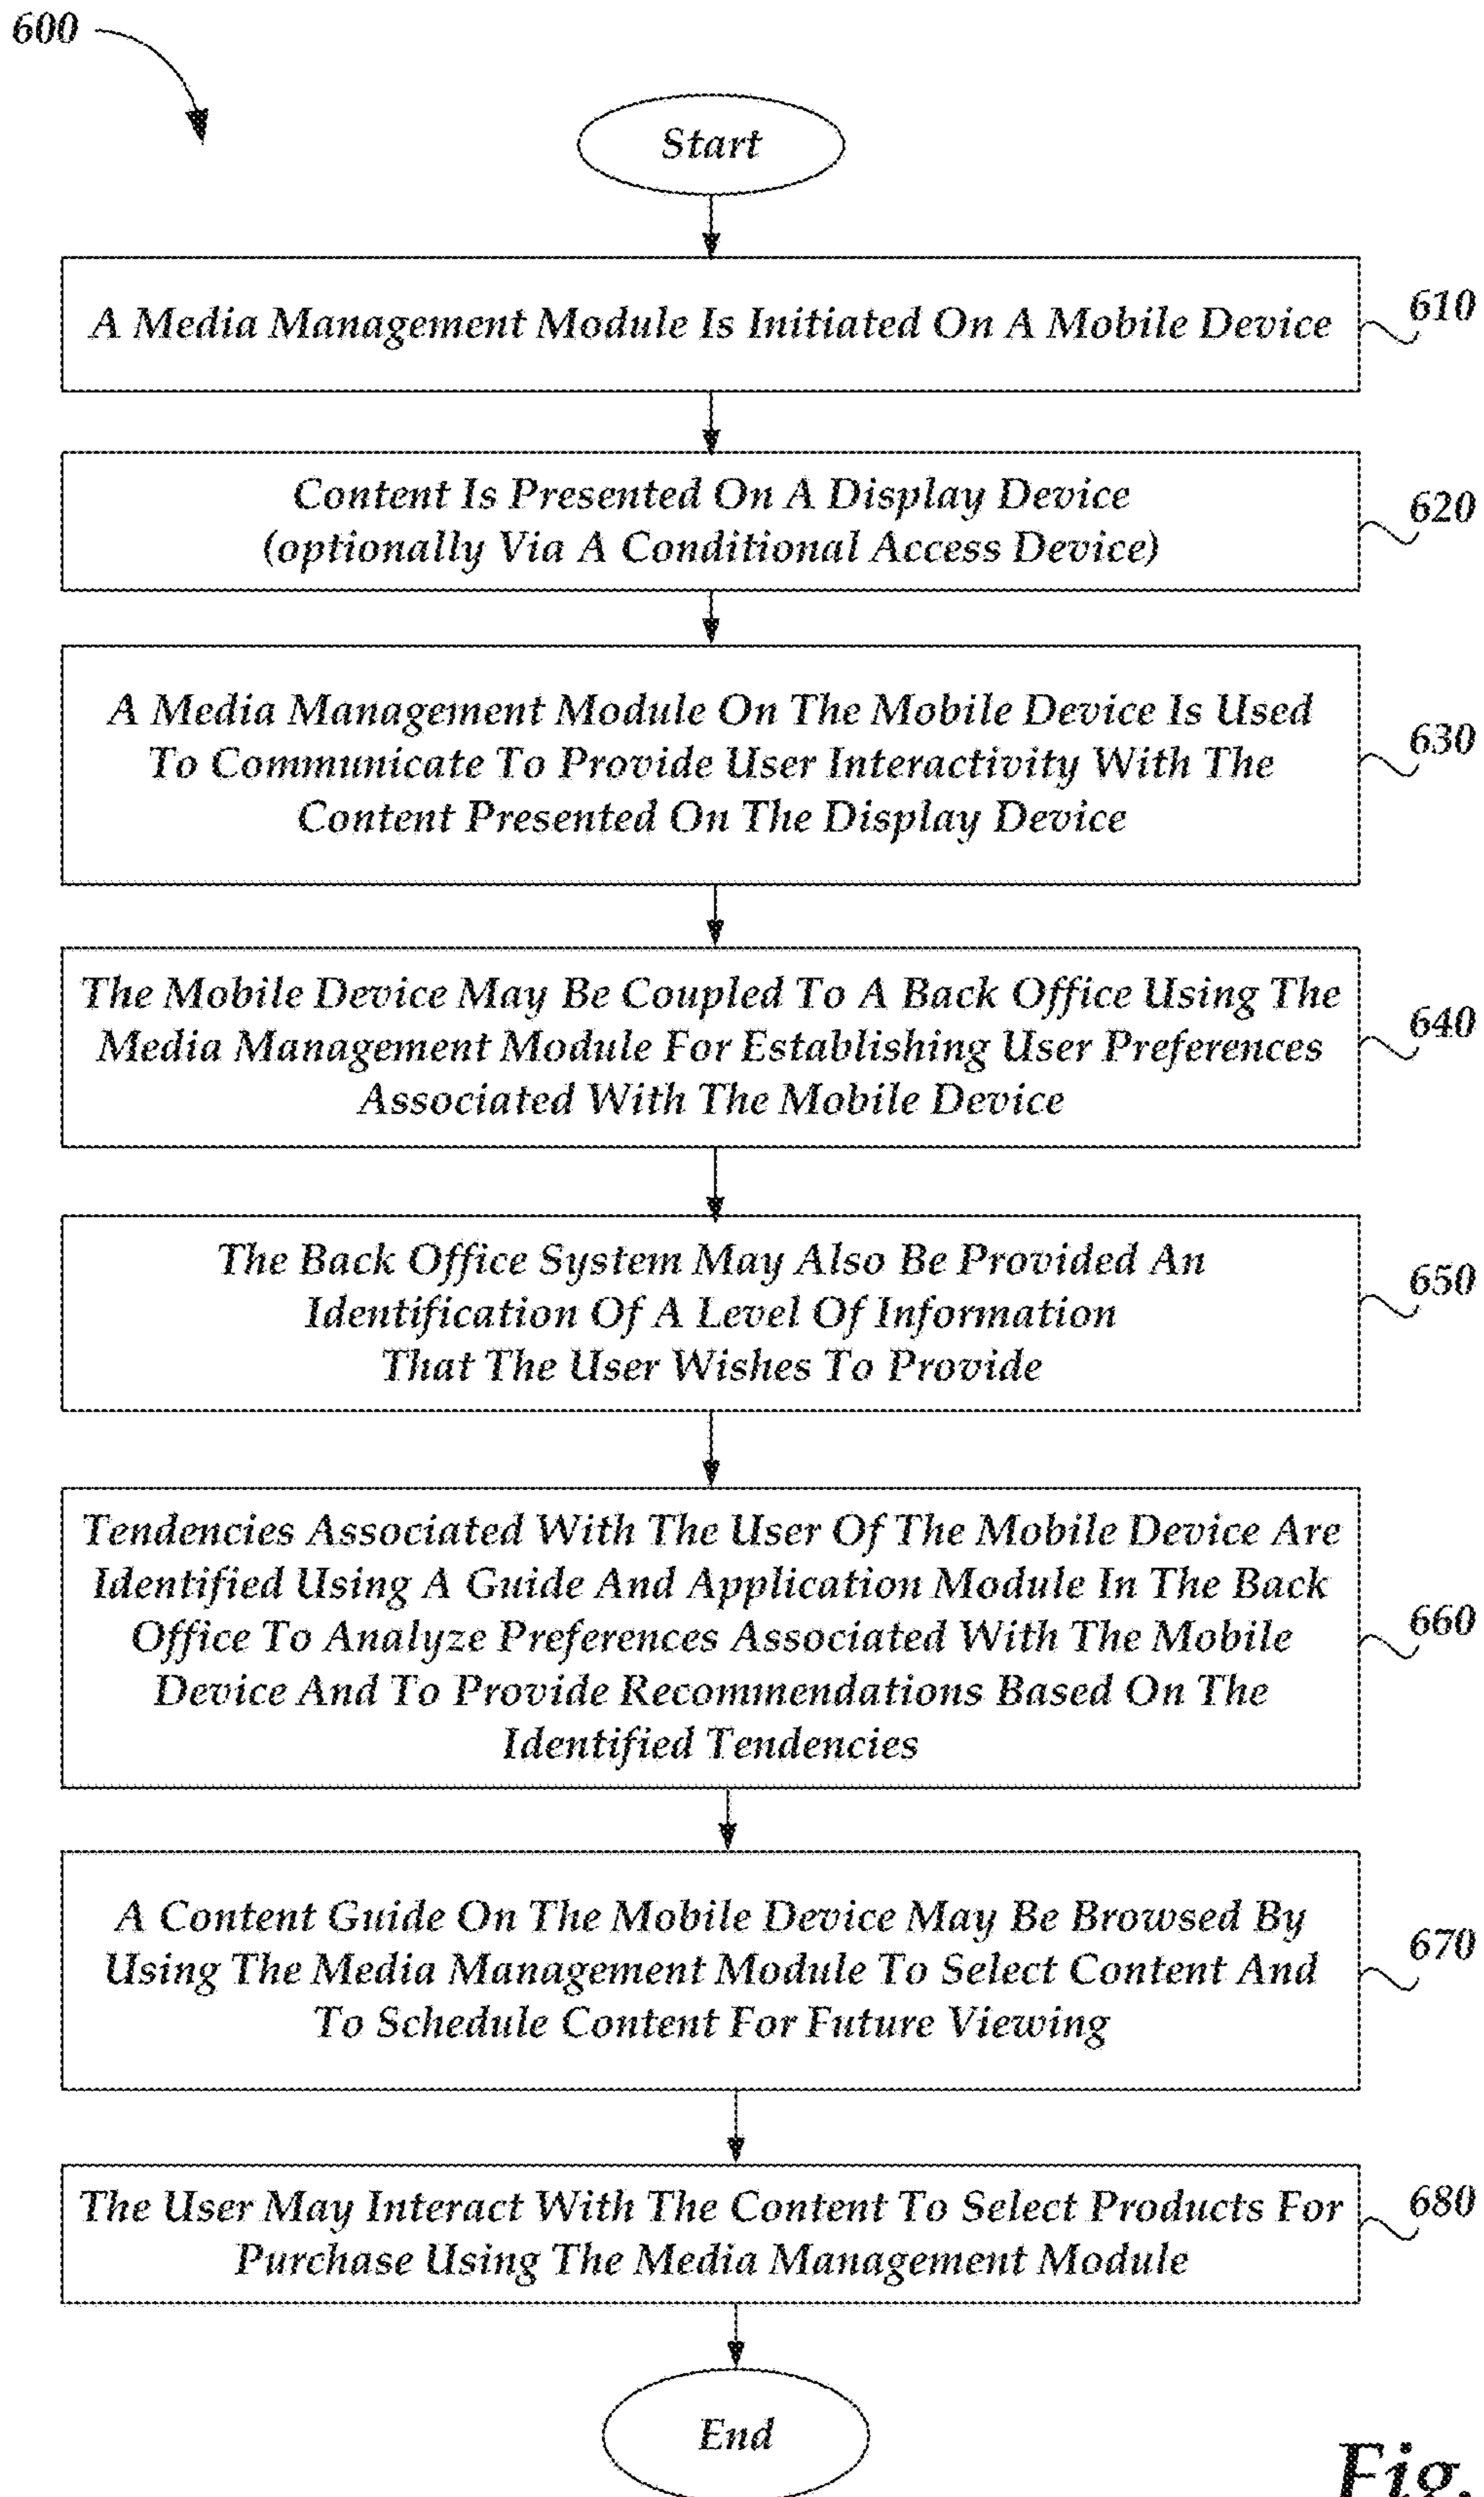 600
Start
A Media Management Module Is Initiated On A Mobile Device
610
Content Is Presented On A Display Device
(optionally Via A Conditional Access Device)
620
A Media Management Module On The Mobile Device Is Used
To Communicate To Provide User Interactivity With The
Content Presented On The Display Device
630
The Mobile Device May Be Coupled To A Back Office Using The
Media Management Module For Establishing User Preferences
Associated With The Mobile Device
640
The Back Office System May Also Be Provided An
Identification Of A Level Of Information
That The User Wishes To Provide
650
Tendencies Associated With The User Of The Mobile Device Are
Identified Using A Guide And Application Module In The Back
Office To Analyze Preferences Associated With The Mobile
Device And To Provide Recommendations Based On The
Identified Tendencies
660
A Content Guide On The Mobile Device May Be Browsed By
Using The Media Management Module To Select Content And
To Schedule Content For Future Viewing
670
The User May Interact With The Content To Select Products For
Purchase Using The Media Management Module
680
End
Fig.